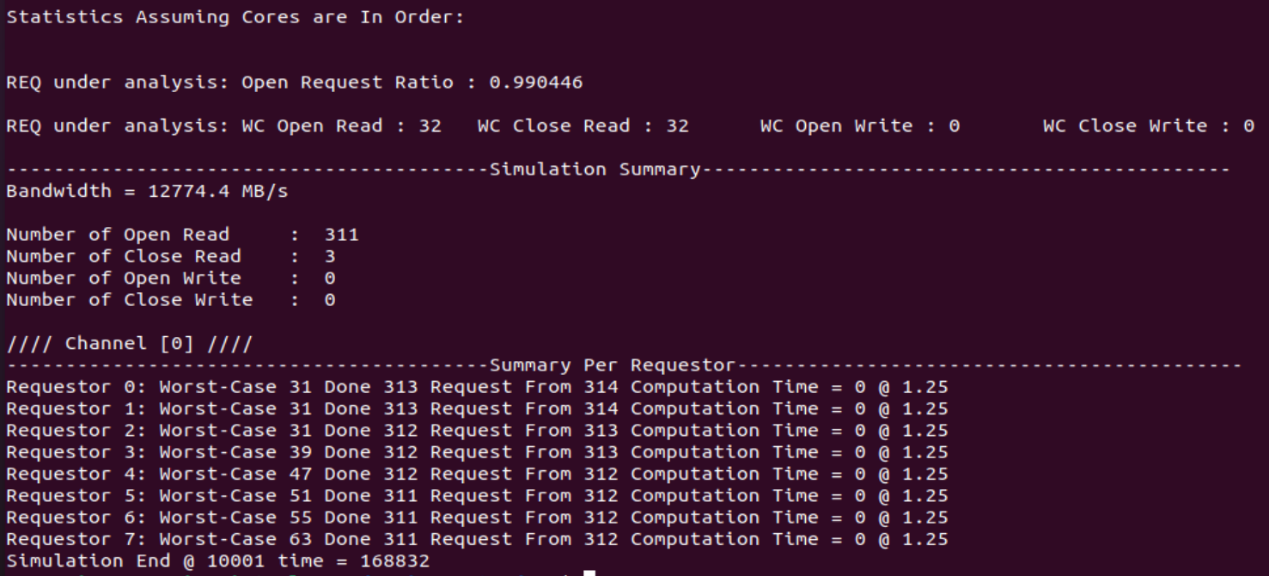 Statistics Assuming Cores are In Order:
REQ under analysis: Open Request Ratio : 0.990446
REQ under analysis: WC Open Read : 32   WC Close Read : 32      WC Open Write : 0       WC Close Write : 0
-----------------------------------------Simulation Summary---------------------------------------------
Bandwidth = 12774.4 MB/s
Number of Open Read     :  311
Number of Close Read    :  3
Number of Open Write    :  0
Number of Close Write   :  0
//// Channel [0] ////
-----------------------------------------Summary Per Requestor-------------------------------------------
Requestor 0: Worst-Case 31 Done 313 Request From 314 Computation Time = 0 @ 1.25
Requestor 1: Worst-Case 31 Done 313 Request From 314 Computation Time = 0 @ 1.25
Requestor 2: Worst-Case 31 Done 312 Request From 313 Computation Time = 0 @ 1.25
Requestor 3: Worst-Case 39 Done 312 Request From 313 Computation Time = 0 @ 1.25
Requestor 4: Worst-Case 47 Done 312 Request From 312 Computation Time = 0 @ 1.25
Requestor 5: Worst-Case 51 Done 311 Request From 312 Computation Time = 0 @ 1.25
Requestor 6: Worst-Case 55 Done 311 Request From 312 Computation Time = 0 @ 1.25
Requestor 7: Worst-Case 63 Done 311 Request From 312 Computation Time = 0 @ 1.25
Simulation End @ 10001 time = 168832